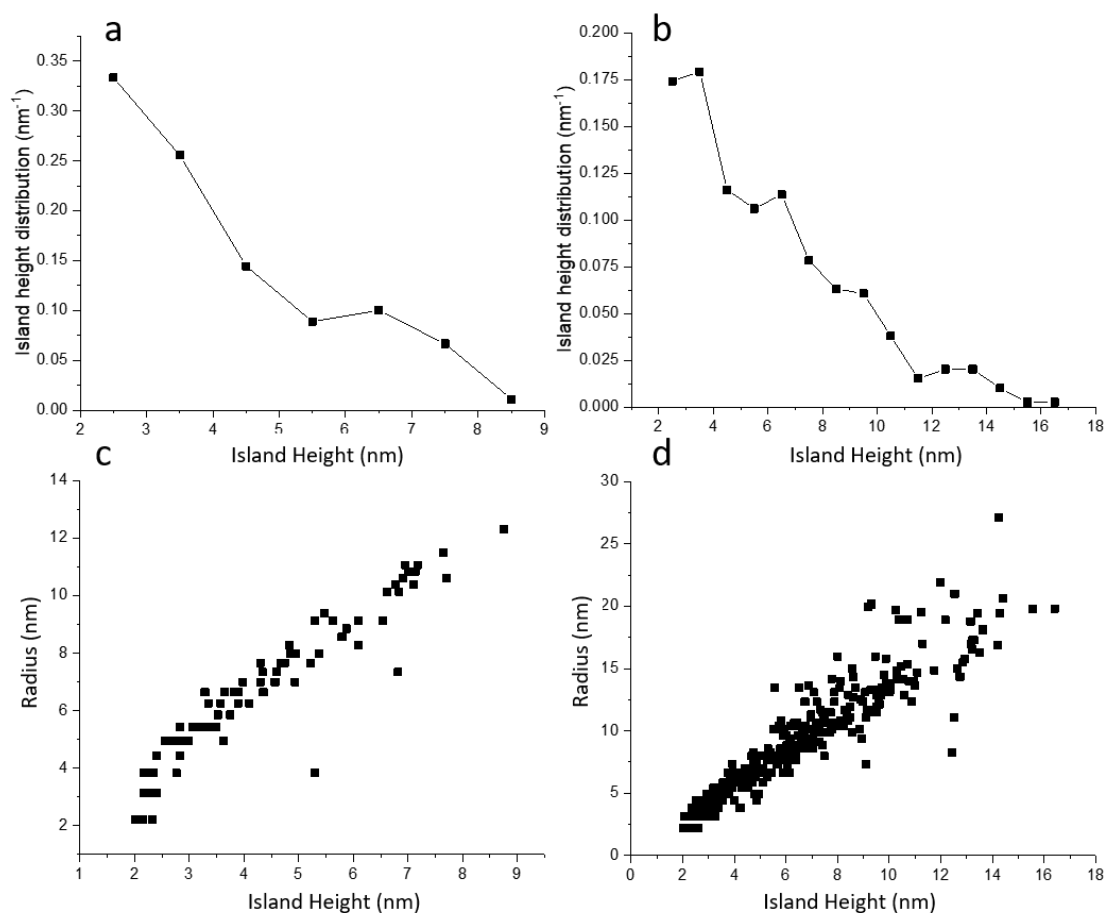 a
0.35
0.30
0.25
0.20
0.15
0.10
0.05
0.00
2 3 4 5 6 7 8 9
Island height distribution (nm-1)
Island Height (nm)
b
0.200
0.175
0.150
0.125
0.100
0.075
0.050
0.025
0.000
2 4 6 8 10 12 14 16 18
Island height distribution (nm-1)
Island Height (nm)
c
14
12
10
8
6
4
2
1 2 3 4 5 6 7 8 9
Radius (nm)
Island Height (nm)
d
30
25
20
15
10
5
0
0 2 4 6 8 10 12 14 16 18
Radius (nm)
Island Height (nm)